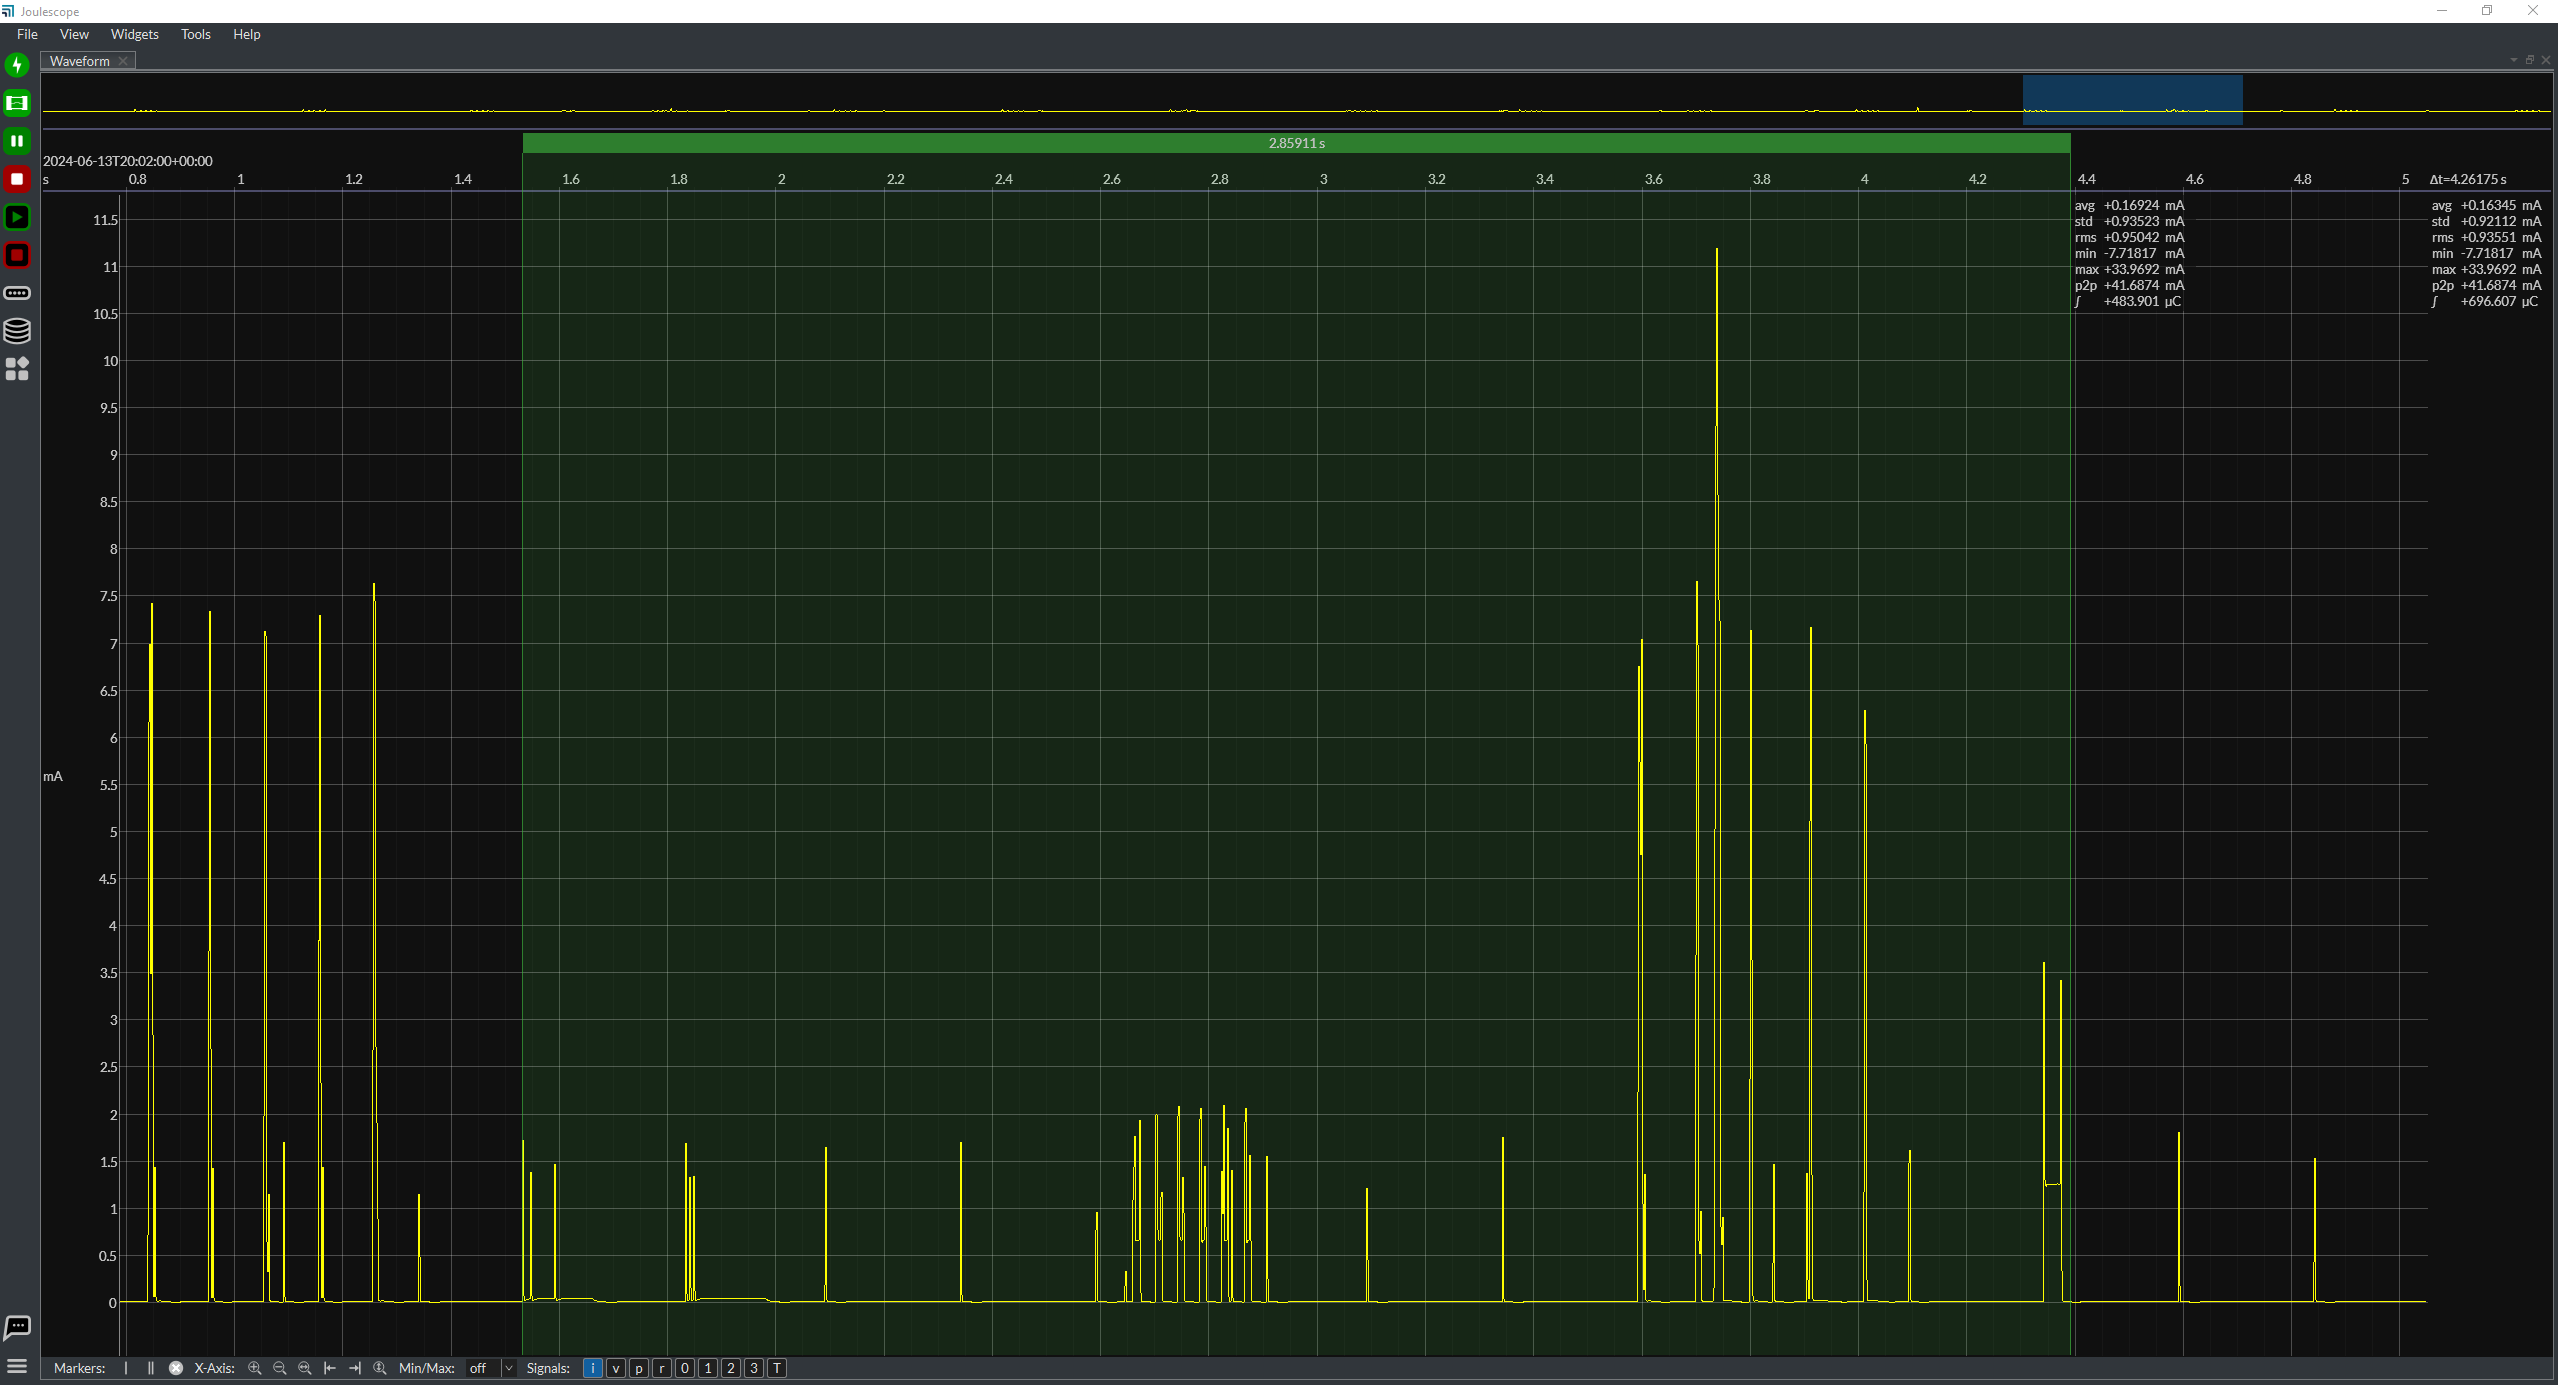 Joulescope
File View Widgets Tools Help
Waveform
2.85911 s
2024-06-13T20:02:00+00:00
s 0.8 1 1.2 1.4 1.6 1.8 2 2.2 2.4 2.6 2.8 3 3.2 3.4 3.6 3.8 4 4.2 4.4 4.6 4.8 5 Δt=4.26175 s
avg +0.16924 mA
std +0.93523 mA
rms +0.95042 mA
min -7.71817 mA
max +33.9692 mA
p2p +41.6874 mA
∫ +483.901 µC
avg +0.16345 mA
std +0.92112 mA
rms +0.93551 mA
min -7.71817 mA
max +33.9692 mA
p2p +41.6874 mA
∫ +696.607 µC
11.5
11
10.5
10
9.5
9
8.5
8
7.5
7
6.5
6
mA
5.5
5
4.5
4
3.5
3
2.5
2
1.5
1
0.5
0
Markers: X-Axis: Min/Max: off Signals: i v p r 0 1 2 3 T